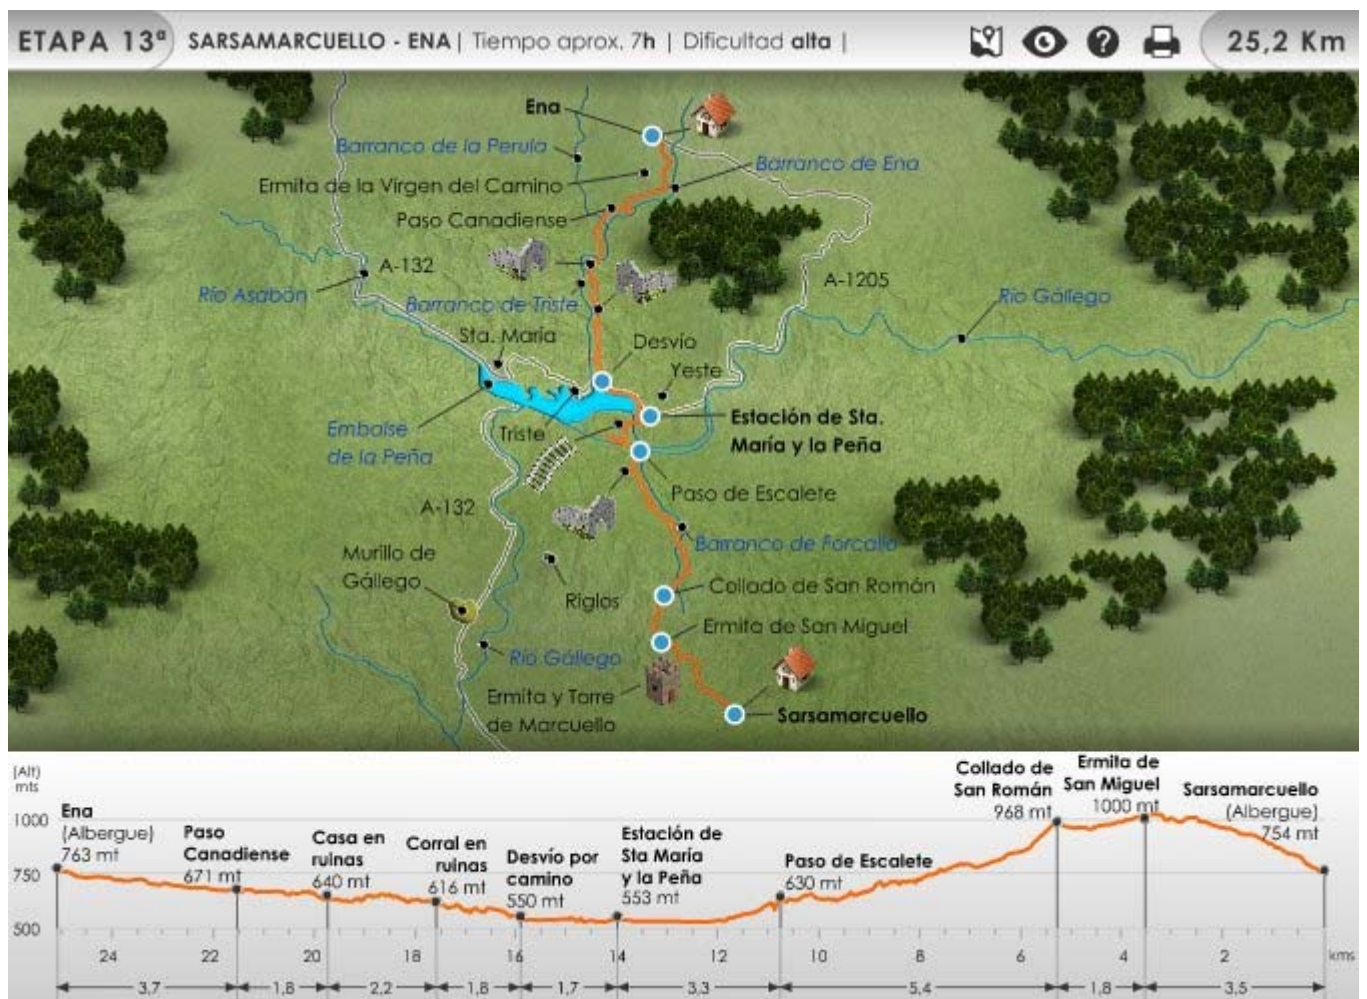 ETAPA 13ª SARSAMARCUELLO - ENA | Tiempo aprox. 7h | Dificultad alta | 25,2 Km
Ena
Barranco de la Perula
Barranco de Ena
Ermita de la Virgen del Camino
Paso Canadiense
A-132
A-1205
Río Asabón
Barranco de Triste
Río Gállego
Sta. María
Desvío
Yeste
Embalse
de la Peña
Triste
Estación de Sta.
María y la Peña
Paso de Escalete
A-132
Barranco de Forcallo
Murillo de
Gállego
Riglos
Collado de San Román
Ermita de San Miguel
Río Gállego
Ermita y Torre
de Marcuello
Sarsamarcuello
(Alt)
mts
1000
750
500
Ena
(Albergue)
763 mt
Paso
Canadiense
671 mt
Casa en
ruinas
640 mt
Corral en
ruinas
616 mt
Desvío por
camino
550 mt
Estación de
Sta María
y la Peña
553 mt
Paso de Escalete
630 mt
Collado de
San Román
968 mt
Ermita de
San Miguel
1000 mt
Sarsamarcuello
(Albergue)
754 mt
24 22 20 18 16 14 12 10 8 6 4 2 kms
3,7 1,8 2,2 1,8 1,7 3,3 5,4 1,8 3,5